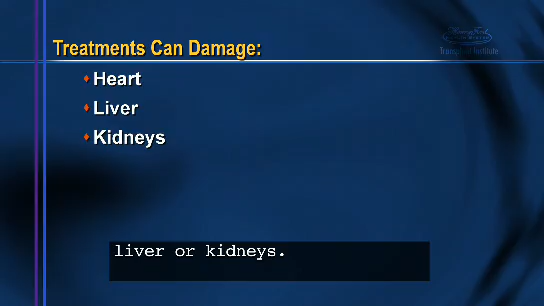 Treatments Can Damage:
Heart
Liver
Kidneys
liver or kidneys.